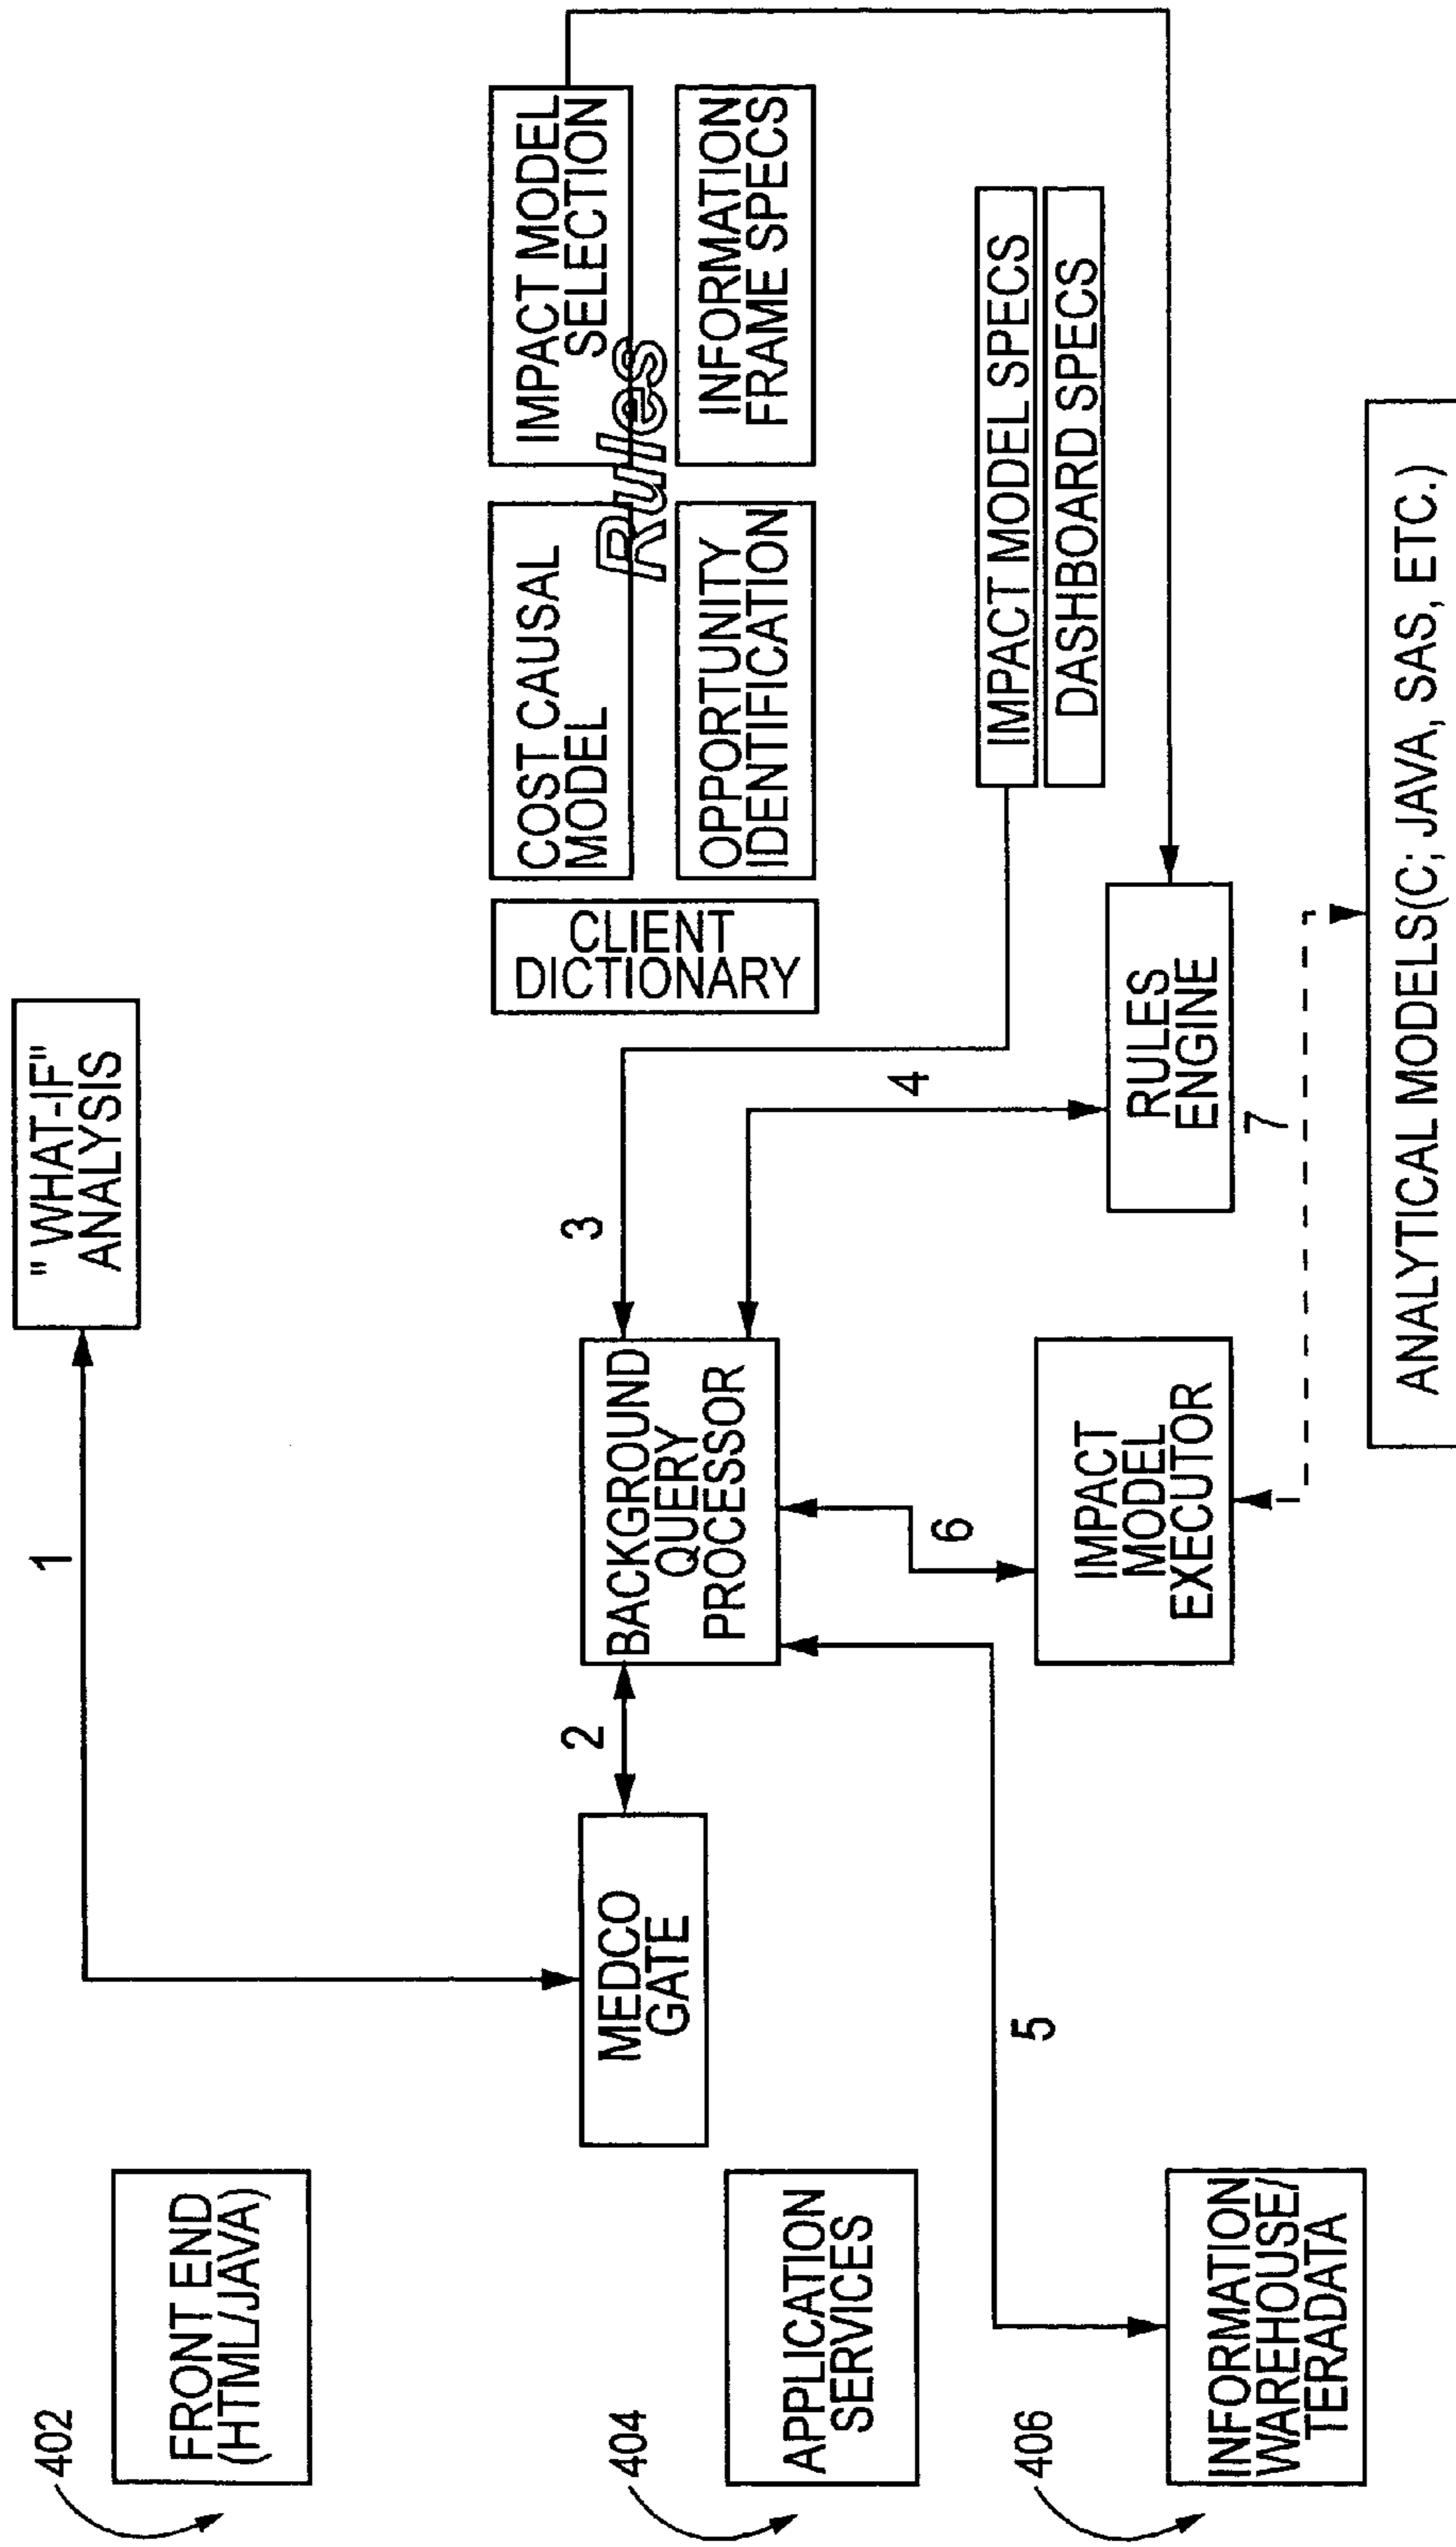 402
FRONT END
(HTML/JAVA)
1
" WHAT-IF"
ANALYSIS
404
APPLICATION
SERVICES
MEDCO
GATE
2
BACKGROUND
QUERY
PROCESSOR
3
CLIENT
DICTIONARY
COST CAUSAL
MODEL
IMPACT MODEL
SELECTION
Rules
OPPORTUNITY
IDENTIFICATION
INFORMATION
FRAME SPECS
4
IMPACT MODEL SPECS
DASHBOARD SPECS
406
INFORMATION
WAREHOUSE/
TERADATA
5
6
IMPACT
MODEL
EXECUTOR
RULES
ENGINE
7
ANALYTICAL MODELS(C; JAVA, SAS, ETC.)